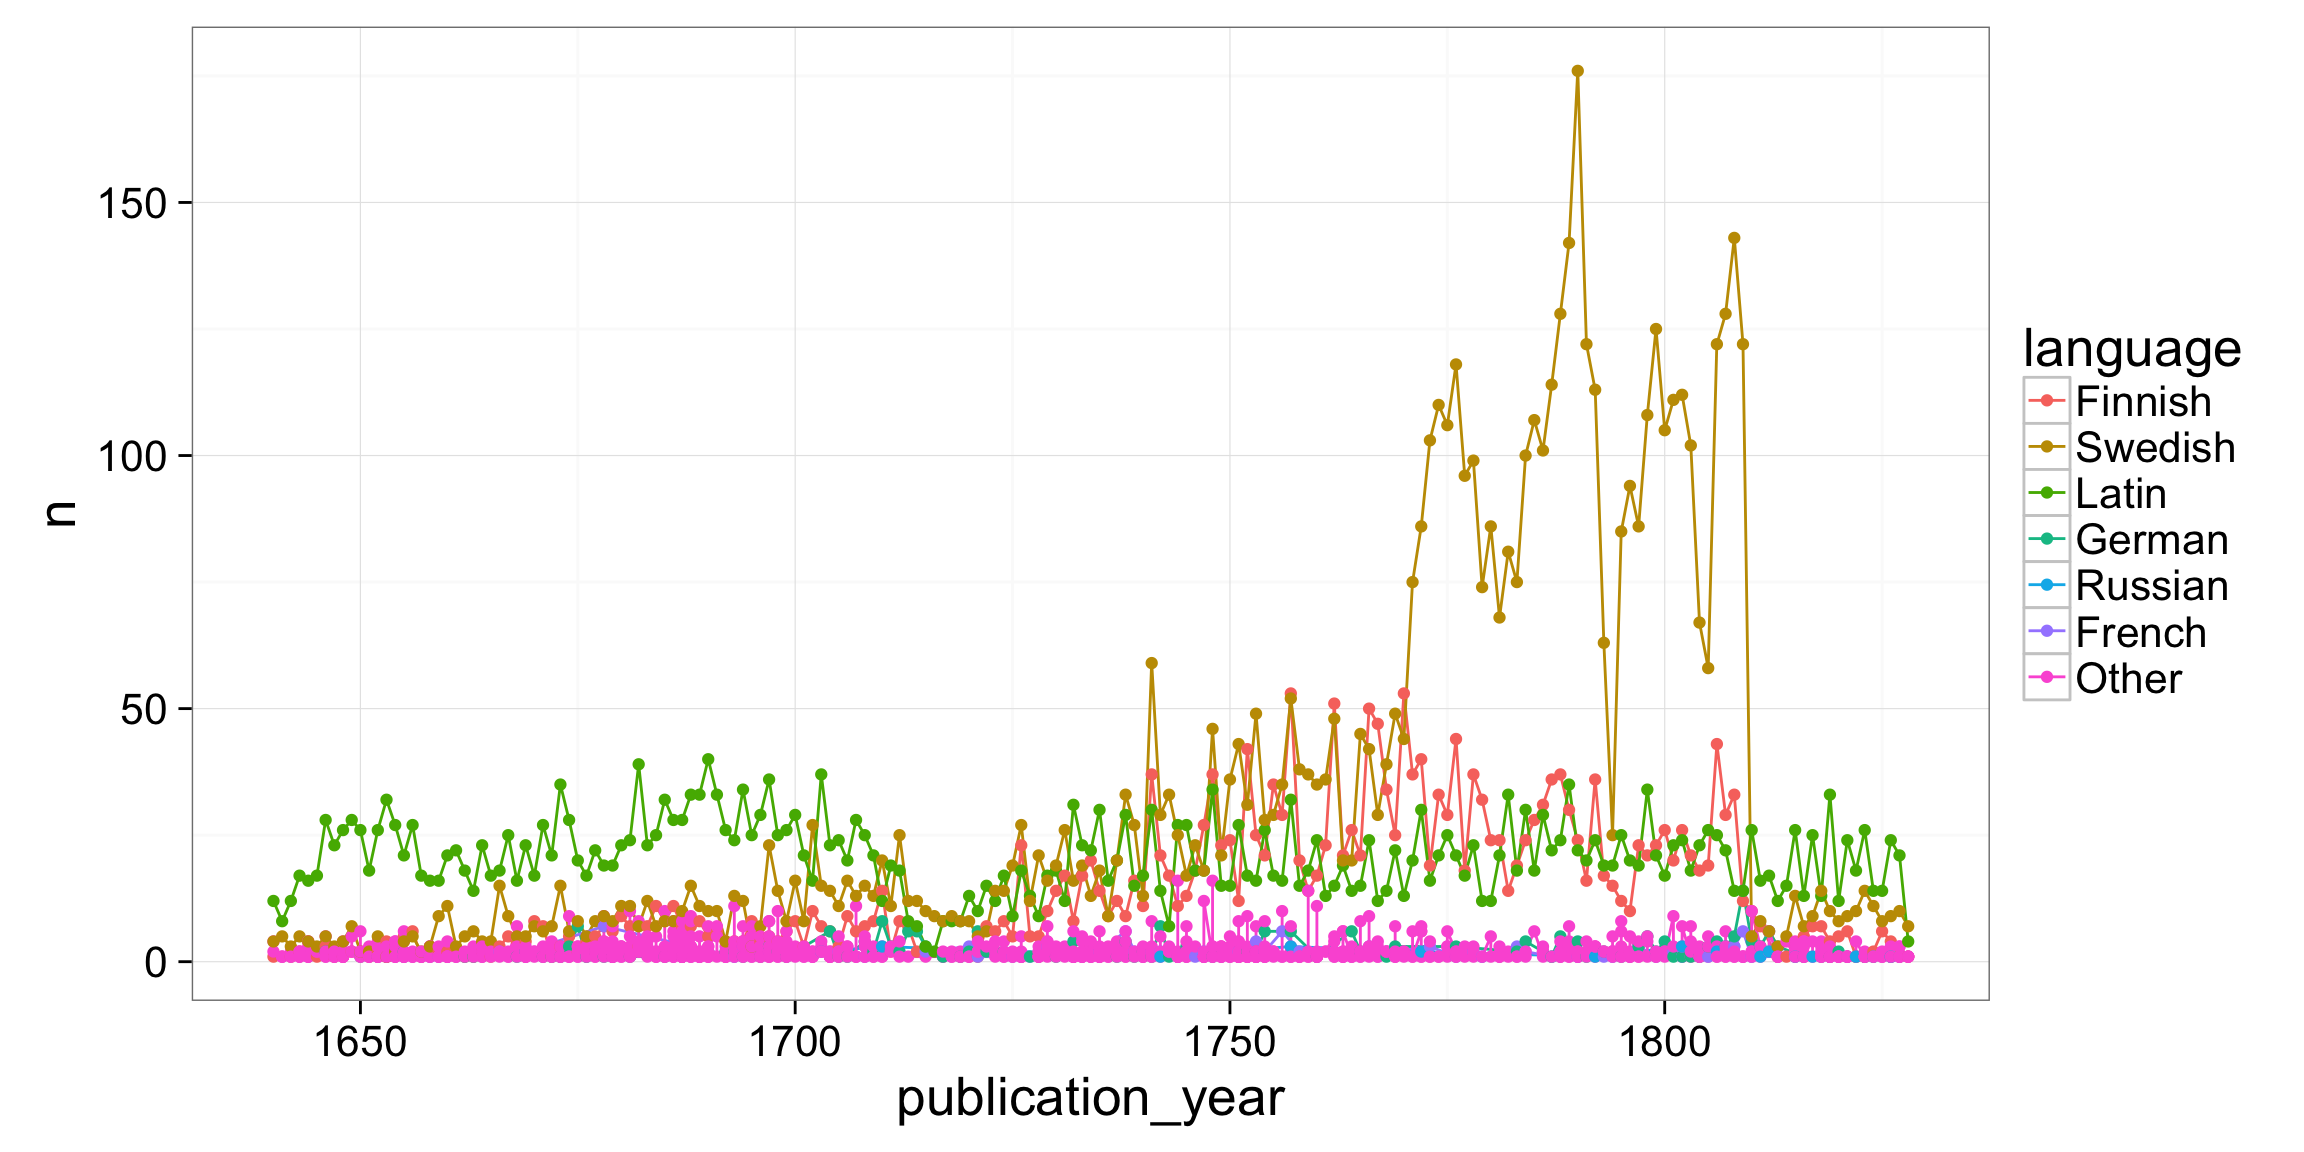 150
100
50
0
n
1650
1700
1750
1800
publication_year
language
Finnish
Swedish
Latin
German
Russian
French
Other